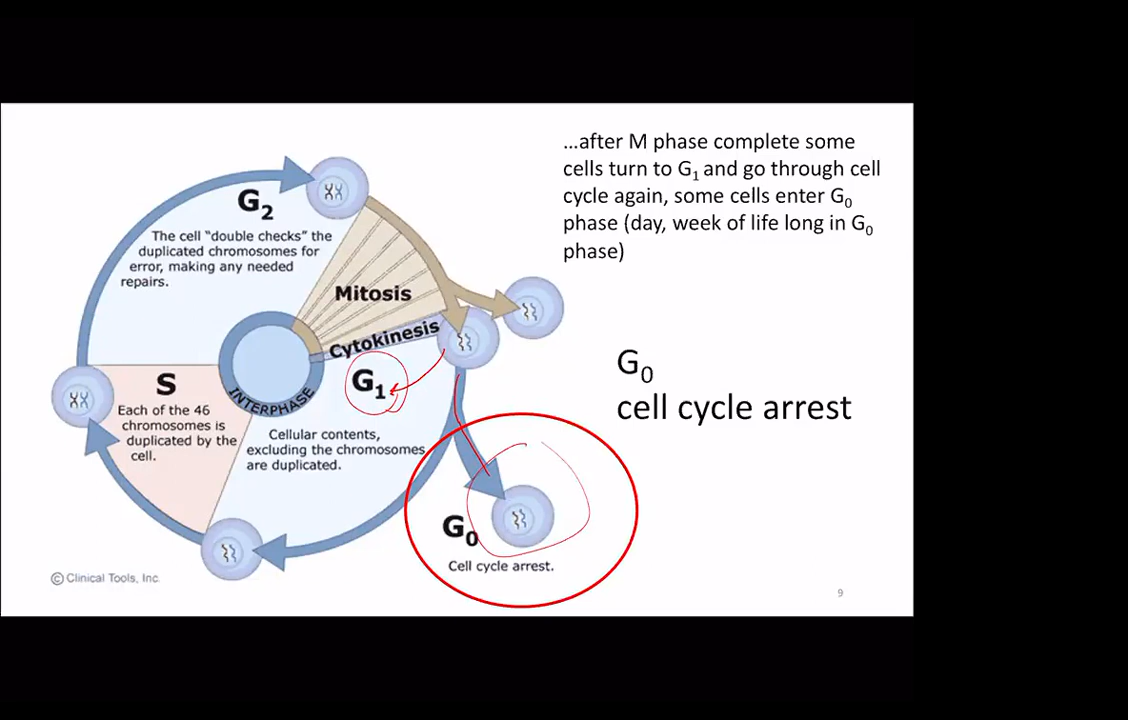 ...after M phase complete some
cells turn to G₁ and go through cell
cycle again, some cells enter G₀
phase (day, week of life long in G₀
phase)
G₂
The cell "double checks" the
duplicated chromosomes for
error, making any needed
repairs.
Mitosis
Cytokinesis
G₁
INTERPHASE
S
Each of the 46
chromosomes is
duplicated by the
cell.
Cellular contents,
excluding the chromosomes
are duplicated.
G₀
cell cycle arrest
G₀
Cell cycle arrest.
© Clinical Tools, Inc
9